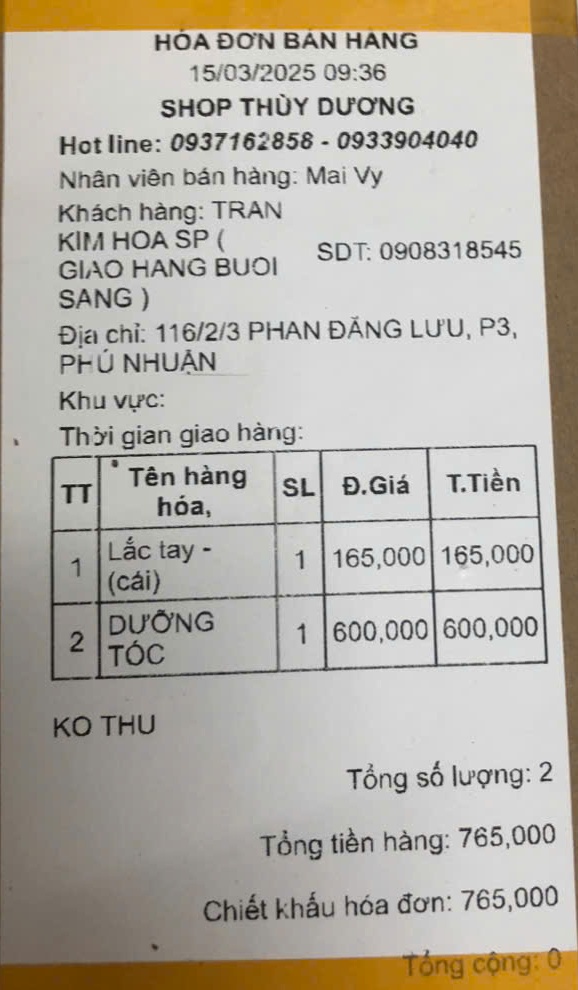 HÓA ĐƠN BÁN HÀNG
15/03/2025 09:36
SHOP THÙY DƯƠNG
Hot line: 0937162858 - 0933904040
Nhân viên bán hàng: Mai Vy
Khách hàng: TRAN
KIM HOA SP (
GIAO HANG BUOI
SANG )
SDT: 0908318545
Địa chỉ: 116/2/3 PHAN ĐĂNG LƯU, P3,
PHÚ NHUẬN
Khu vực:
Thời gian giao hàng:
TT Tên hàng hóa, SL Đ.Giá T.Tiền
1 Lắc tay - (cái) 1 165,000 165,000
2 DƯỠNG TÓC 1 600,000 600,000
KO THU
Tổng số lượng: 2
Tổng tiền hàng: 765,000
Chiết khấu hóa đơn: 765,000
Tổng cộng: 0